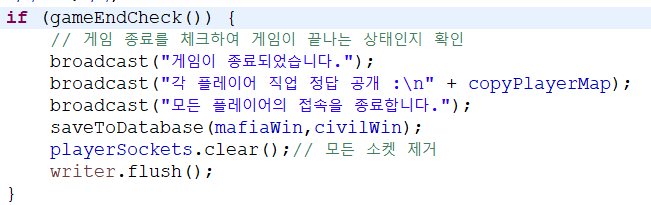 if (gameEndCheck()) {
// 게임 종료를 체크하여 게임이 끝나는 상태인지 확인
broadcast("게임이 종료되었습니다.");
broadcast("각 플레이어 직업 정답 공개 :\n" + copyPlayerMap);
broadcast("모든 플레이어의 접속을 종료합니다.");
saveToDatabase(mafiaWin,civilWin);
playerSockets.clear();// 모든 소켓 제거
writer.flush();
}